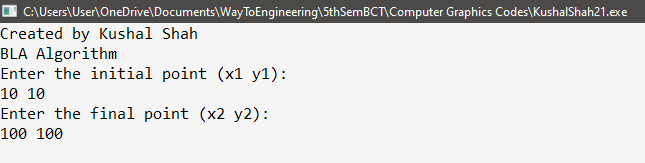 C:\Users\User\OneDrive\Documents\WayToEngineering\5thSemBCT\Computer Graphics Codes\KushalShah21.exe
Created by Kushal Shah
BLA Algorithm
Enter the initial point (x1 y1):
10 10
Enter the final point (x2 y2):
100 100